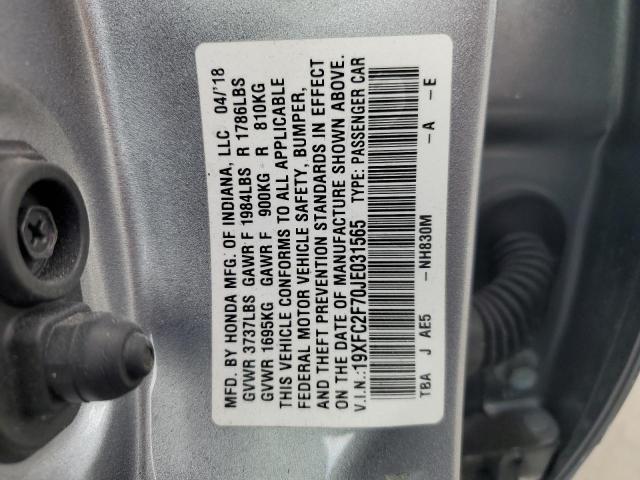 MFD. BY HONDA MFG. OF INDIANA, LLC 04/'18
GVWR 3737LBS GAWR F 1984LBS R 1786LBS
GVWR 1695KG GAWR F 900KG R 810KG
THIS VEHICLE CONFORMS TO ALL APPLICABLE
FEDERAL MOTOR VEHICLE SAFETY, BUMPER,
AND THEFT PREVENTION STANDARDS IN EFFECT
ON THE DATE OF MANUFACTURE SHOWN ABOVE.
V.I.N.:19XFC2F70JE031565 TYPE: PASSENGER CAR
TBA J AE5 -NH830M -A -E